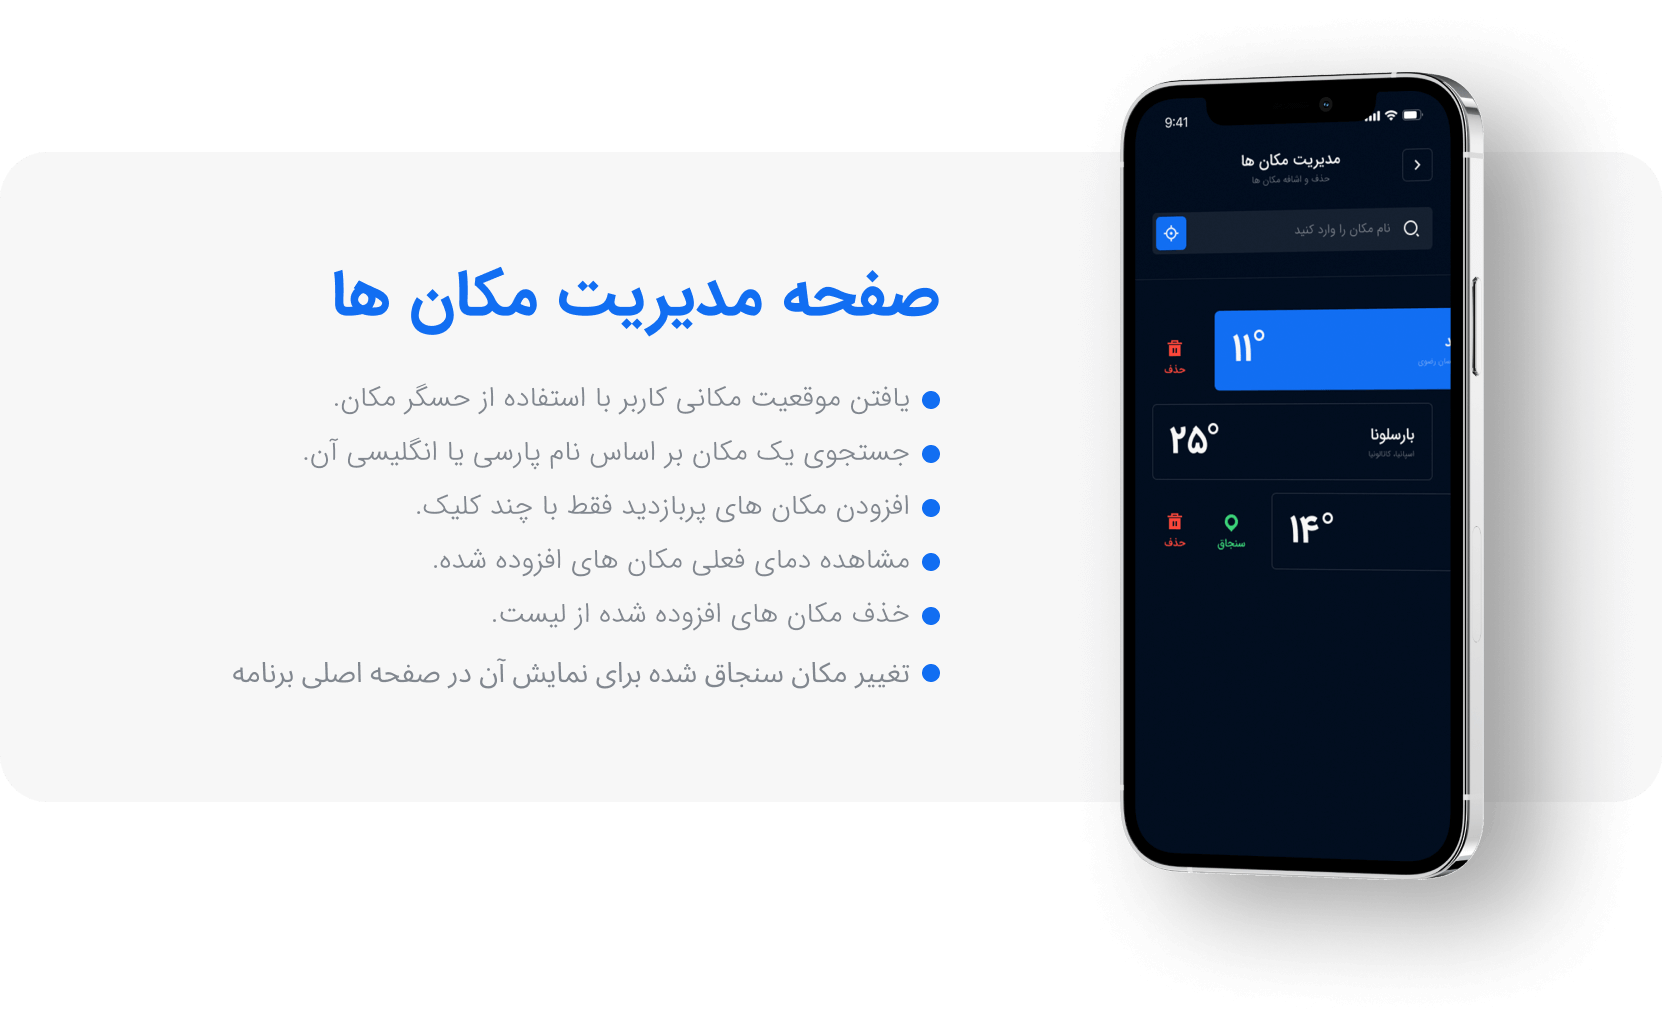 صفحه مدیریت مکان ها
یافتن موقعیت مکانی کاربر با استفاده از حسگر مکان.
جستجوی یک مکان بر اساس نام پارسی یا انگلیسی آن.
افزودن مکان های پربازدید فقط با چند کلیک.
مشاهده دمای فعلی مکان های افزوده شده.
خذف مکان های افزوده شده از لیست.
تغییر مکان سنجاق شده برای نمایش آن در صفحه اصلی برنامه
9:41
مدیریت مکان ها
حذف و اضافه مکان ها
نام مکان را وارد کنید
۱۱°
رضوی
حذف
بارسلونا
۲۵°
اسپانیا، کاتالونیا
۱۴°
سنجاق
حذف